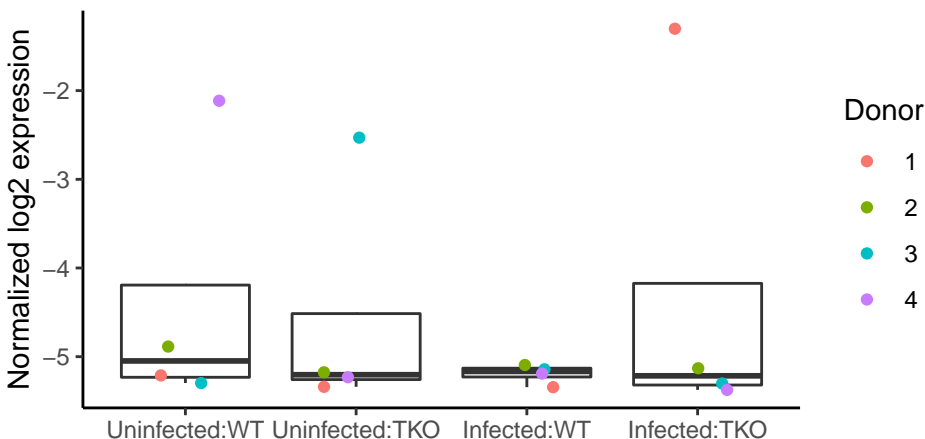 Normalized log2 expression
−2
−3
−4
−5
Uninfected:WT
Uninfected:TKO
Infected:WT
Infected:TKO
Donor
1
2
3
4